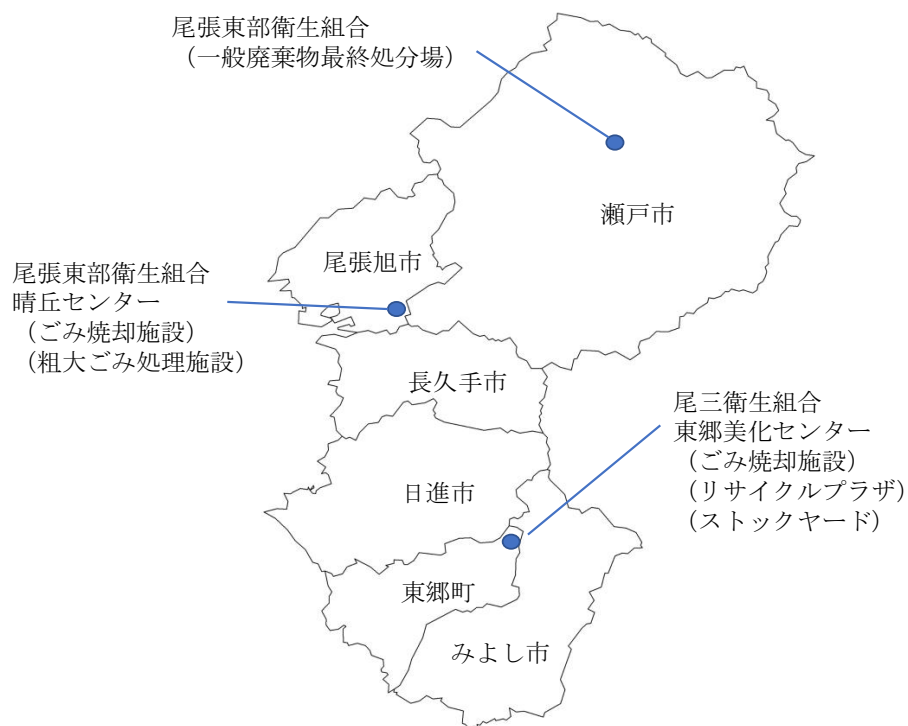 尾張東部衛生組合
（一般廃棄物最終処分場）
瀬戸市
尾張旭市
尾張東部衛生組合
晴丘センター
（ごみ焼却施設）
（粗大ごみ処理施設）
長久手市
尾三衛生組合
東郷美化センター
（ごみ焼却施設）
（リサイクルプラザ）
（ストックヤード）
日進市
東郷町
みよし市